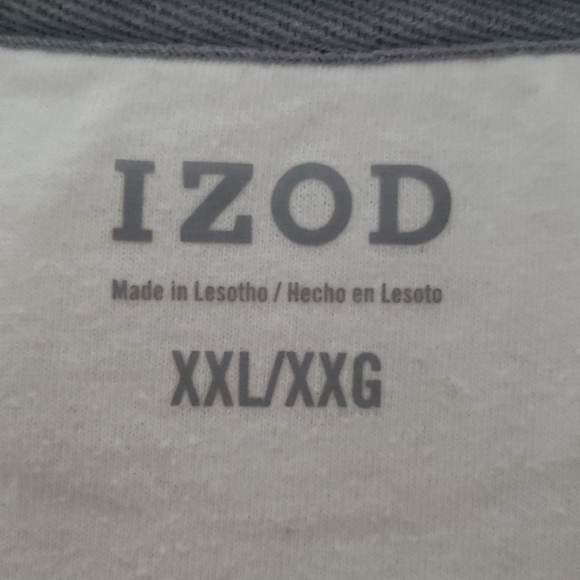 IZOD
Made in Lesotho / Hecho en Lesoto
XXL/XXG